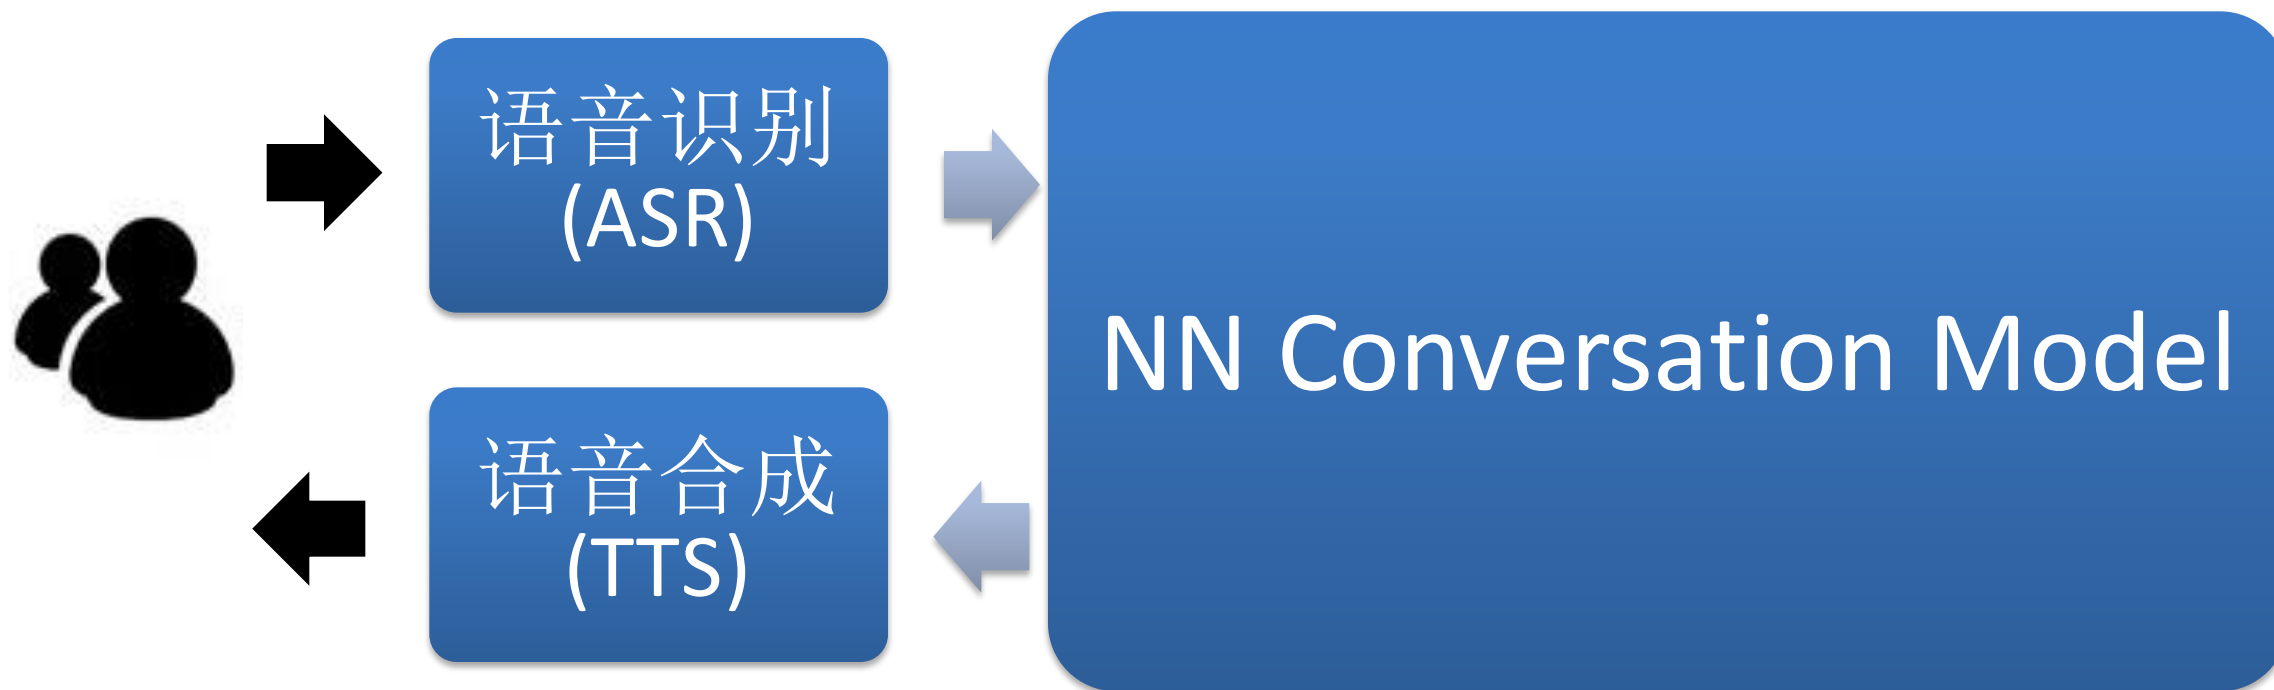 语音识别
(ASR)
NN Conversation Model
语音合成
(TTS)